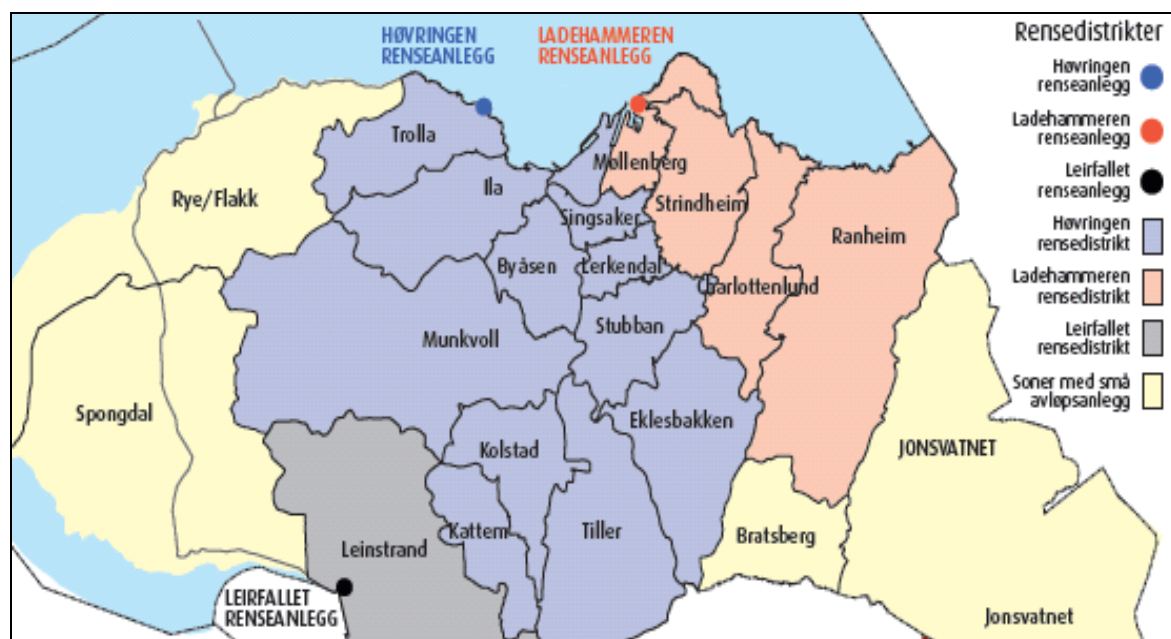 HØVRINGEN
RENSEANLEGG
LADEHAMMEREN
RENSEANLEGG
Rensedistrikter
Høvringen
renseanlegg
Ladehammeren
renseanlegg
Leirfallet
renseanlegg
Høvringen
rensedistrikt
Ladehammeren
rensedistrikt
Leirfallet
rensedistrikt
Soner med små
avløpsanlegg
Trolla
Mollenberg
Ila
Rye/Flakk
Strindheim
Singsaker
Ranheim
Byåsen
Lerkendal
Charlottenlund
Munkvoll
Stubban
Spongdal
Eklesbakken
Kolstad
JONSVATNET
Kattem
Tiller
Bratsberg
Leinstrand
LEIRFALLET
RENSEANLEGG
Jonsvatnet